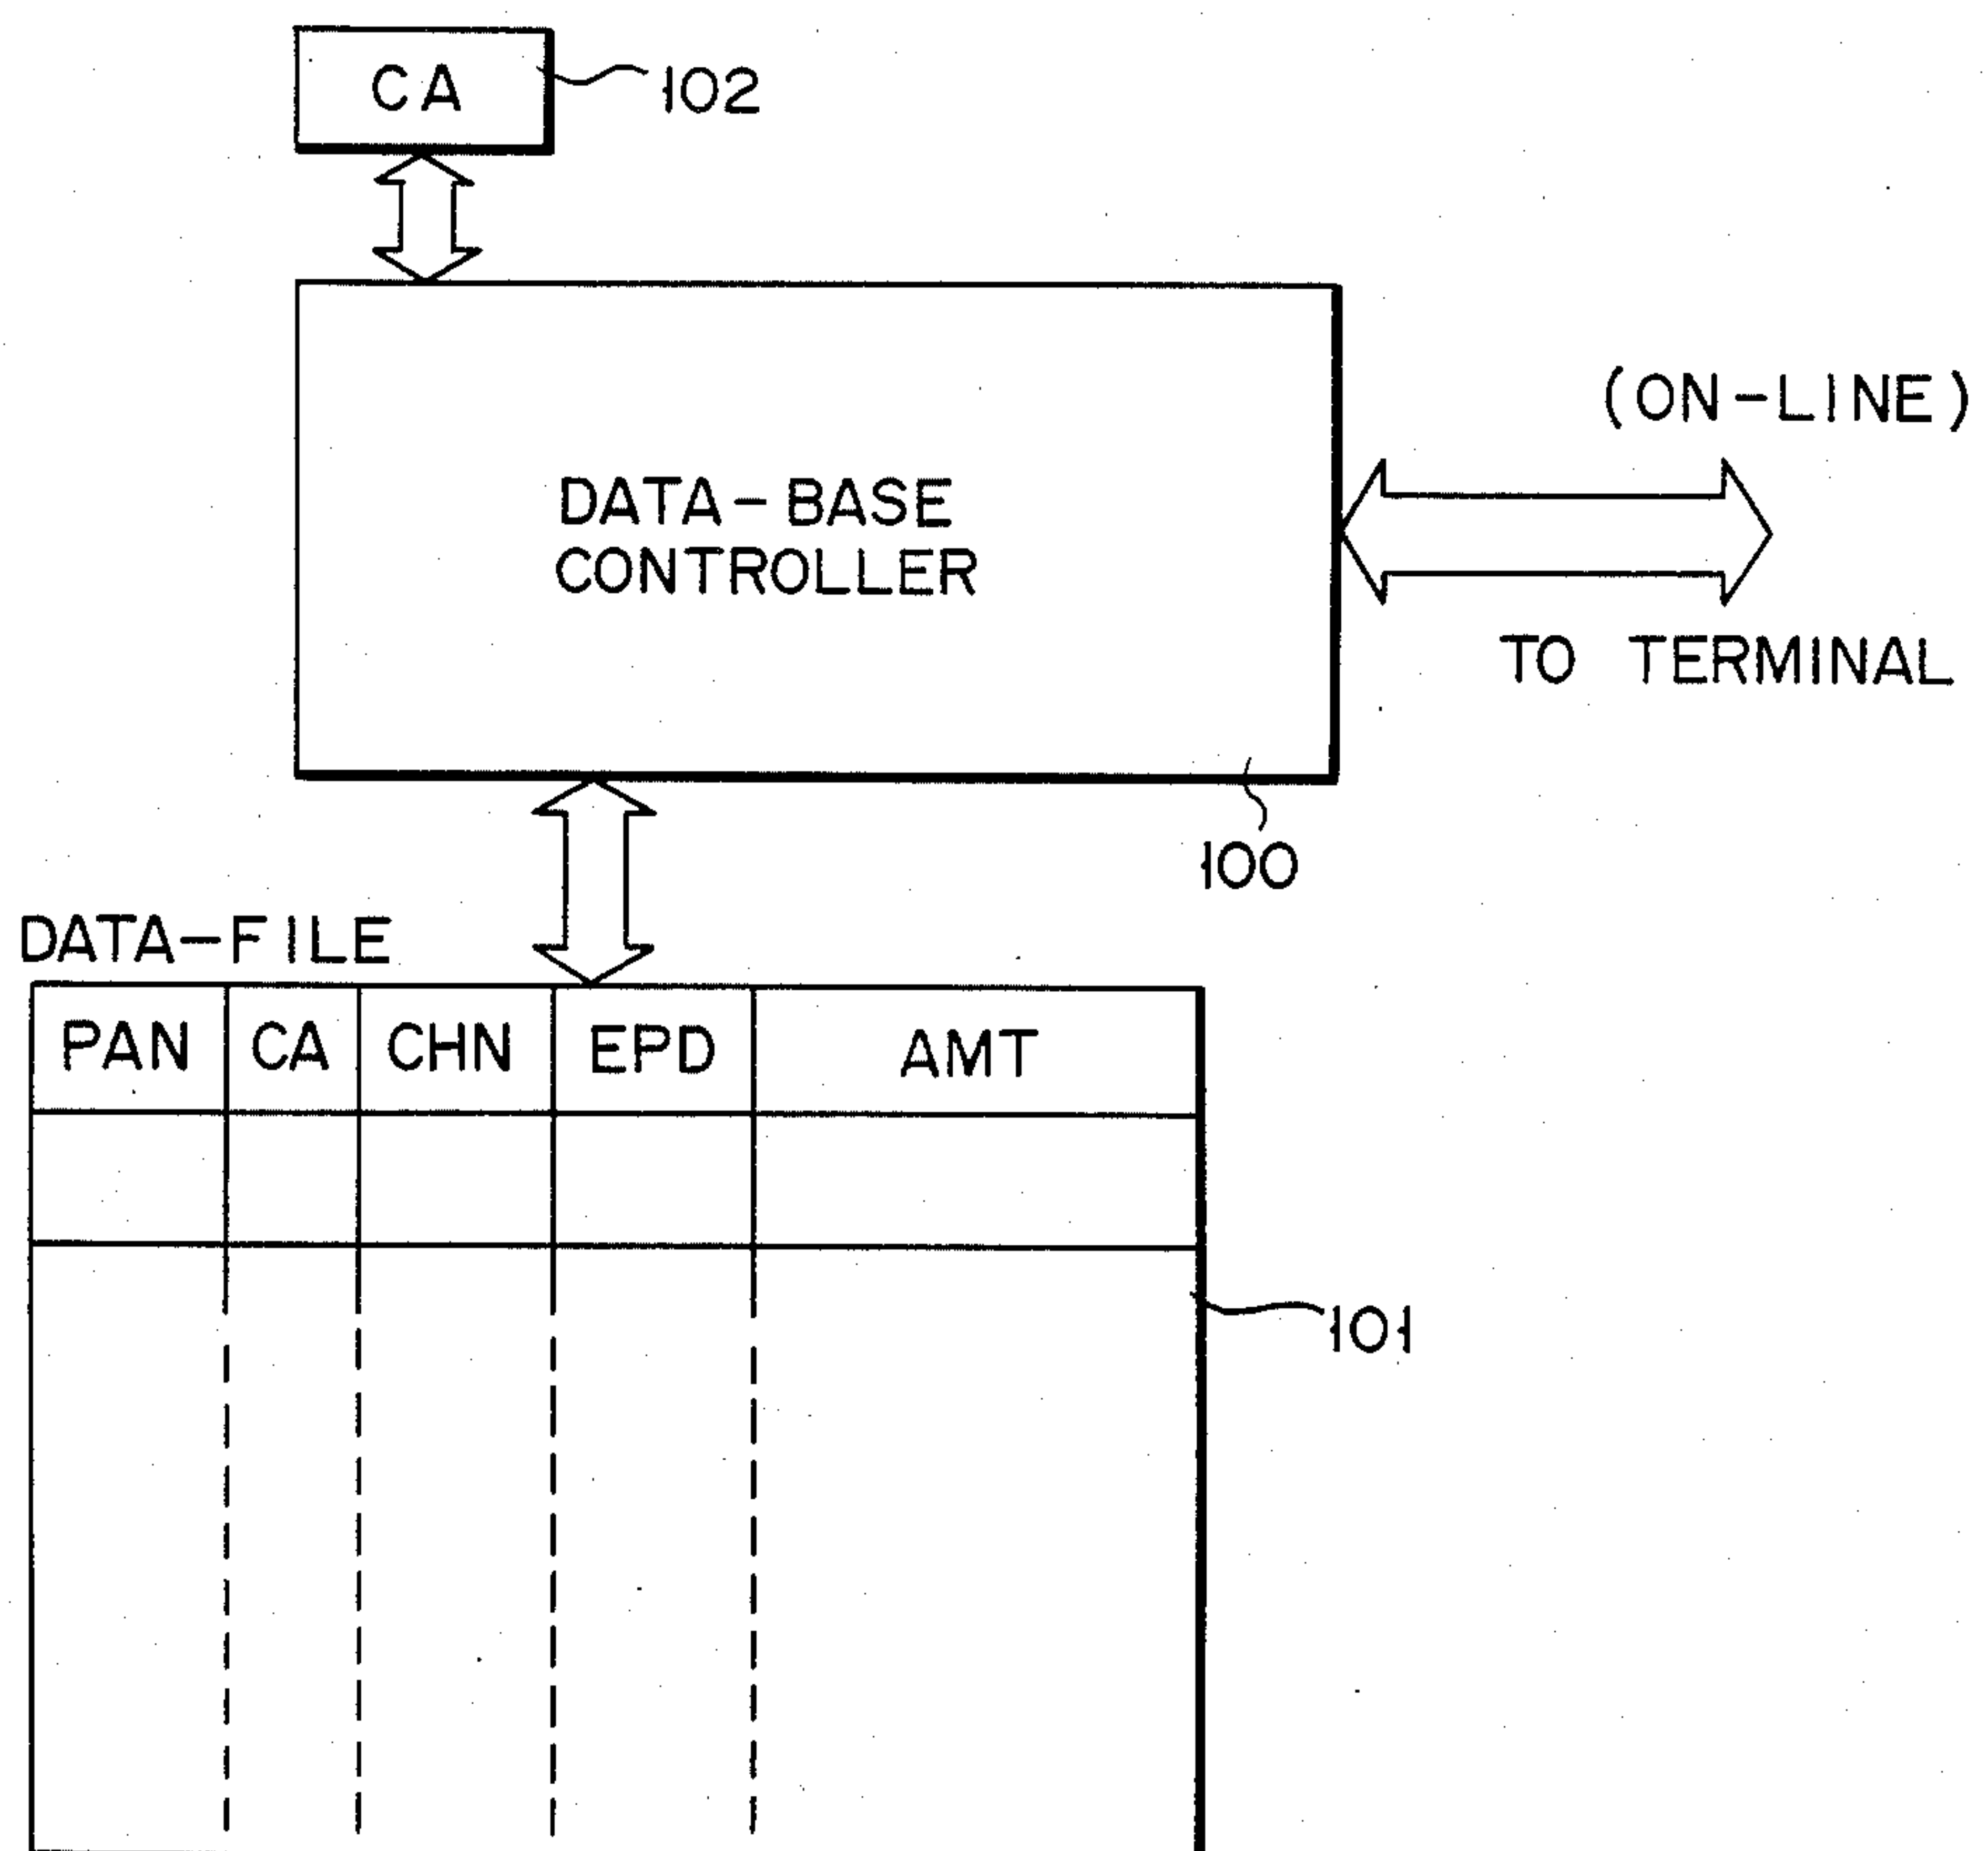 CA
102
(ON-LINE)
DATA-BASE
CONTROLLER
TO TERMINAL
100
DATA-FILE
PAN CA CHN EPD AMT
101